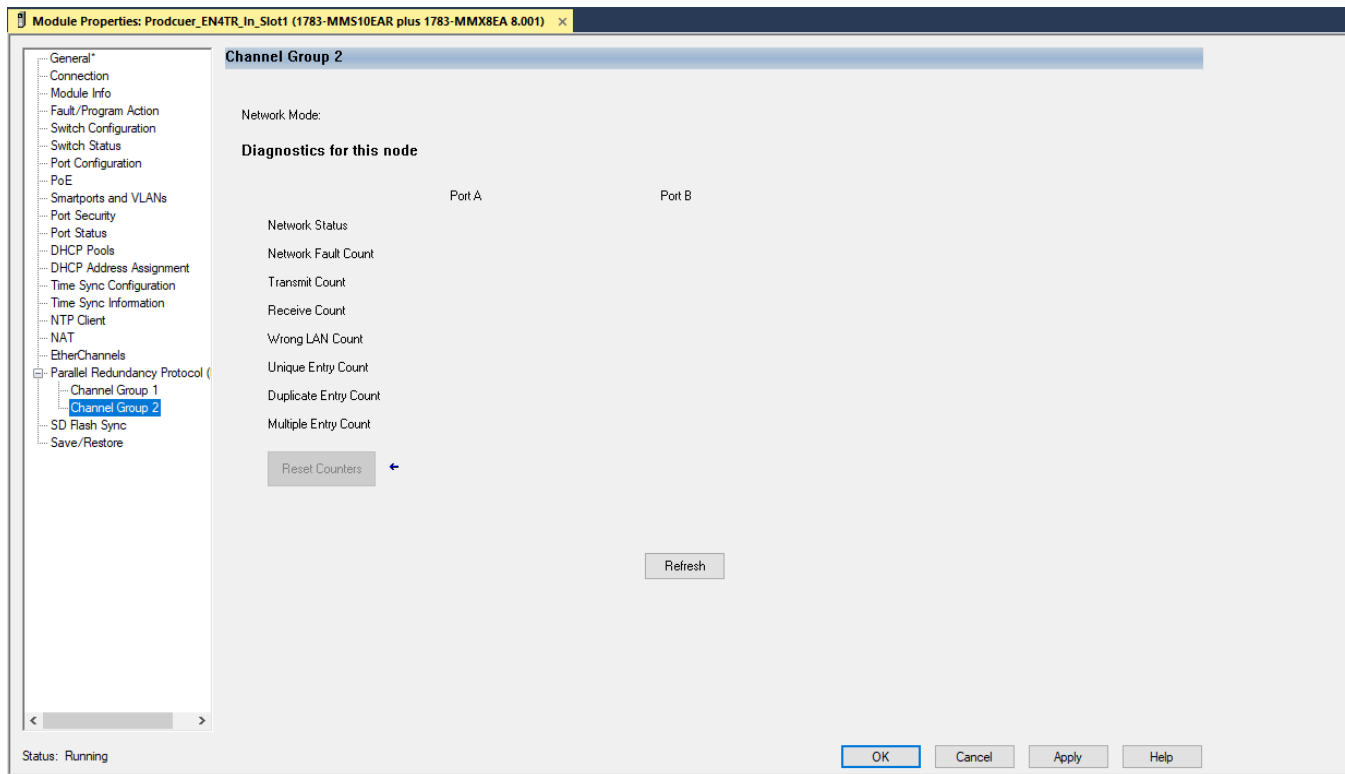 Module Properties: Prodcuer_EN4TR_In_Slot1 (1783-MMS10EAR plus 1783-MMX8EA 8.001) ×
General*
Connection
Module Info
Fault/Program Action
Switch Configuration
Switch Status
Port Configuration
PoE
Smartports and VLANs
Port Security
Port Status
DHCP Pools
DHCP Address Assignment
Time Sync Configuration
Time Sync Information
NTP Client
NAT
EtherChannels
Parallel Redundancy Protocol (
Channel Group 1
Channel Group 2
SD Flash Sync
Save/Restore
Channel Group 2
Network Mode:
Diagnostics for this node
Port A Port B
Network Status
Network Fault Count
Transmit Count
Receive Count
Wrong LAN Count
Unique Entry Count
Duplicate Entry Count
Multiple Entry Count
Reset Counters
Refresh
Status: Running
OK Cancel Apply Help